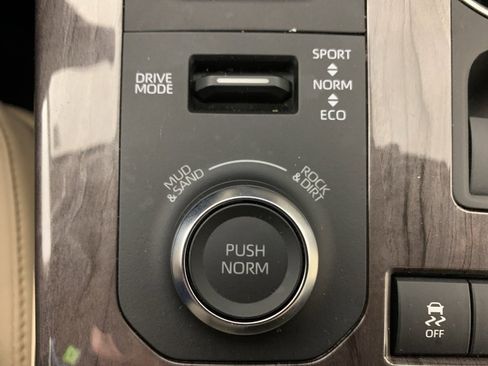 DRIVE
MODE
SPORT
NORM
ECO
MUD
& SAND
ROCK
& DIRT
PUSH
NORM
OFF